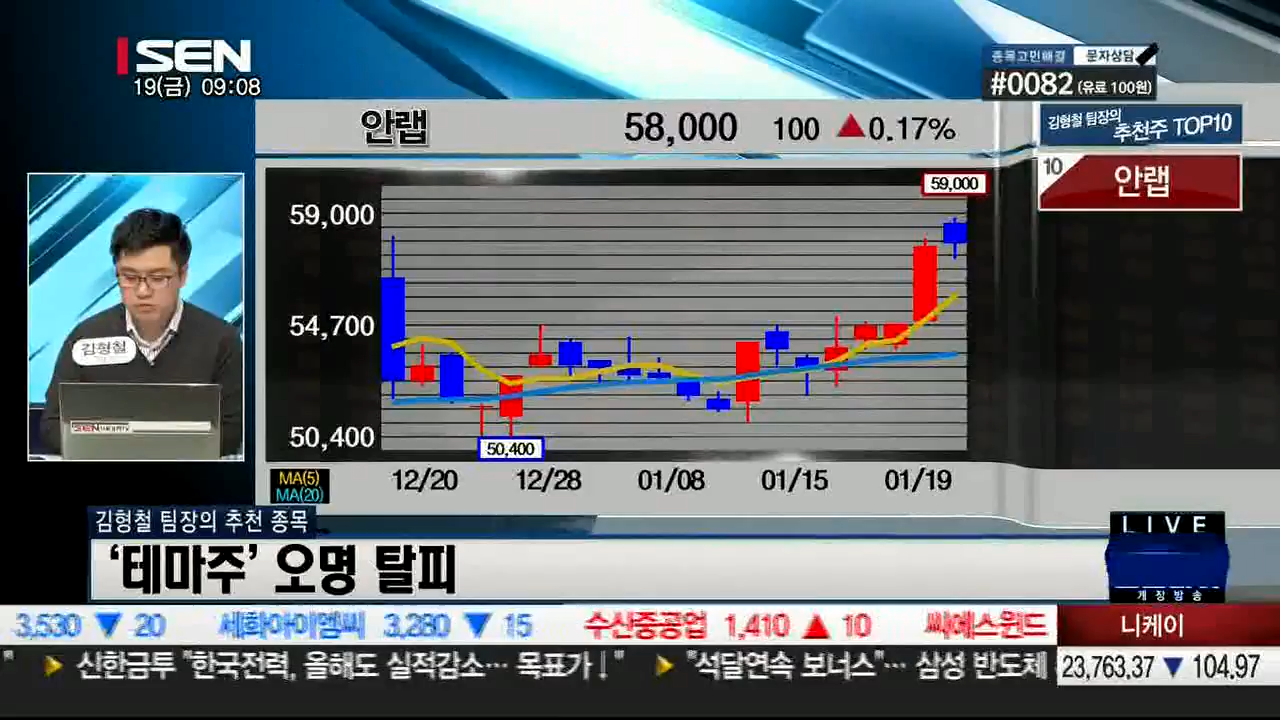 SEN
19(금) 09:08
종목고민해결 문자상담
#0082 (유료 100원)
안랩 58,000 100 ▲0.17%
김형철 팀장의
추천주 TOP10
10 안랩
59,000
59,000
54,700
50,400
50,400
김형철
SEN
MA(5)
MA(20)
12/20 12/28 01/08 01/15 01/19
김형철 팀장의 추천 종목
‘테마주’ 오명 탈피
LIVE
개장방송
3,530 ▼ 20 세화아이엠씨 3,280 ▼ 15 수산중공업 1,410 ▲ 10 씨에스윈드
니케이
" ▶ 신한금투 "한국전력, 올해도 실적감소… 목표가↓" ▶ "석달연속 보너스"… 삼성 반도체
23,763.37 ▼ 104.97